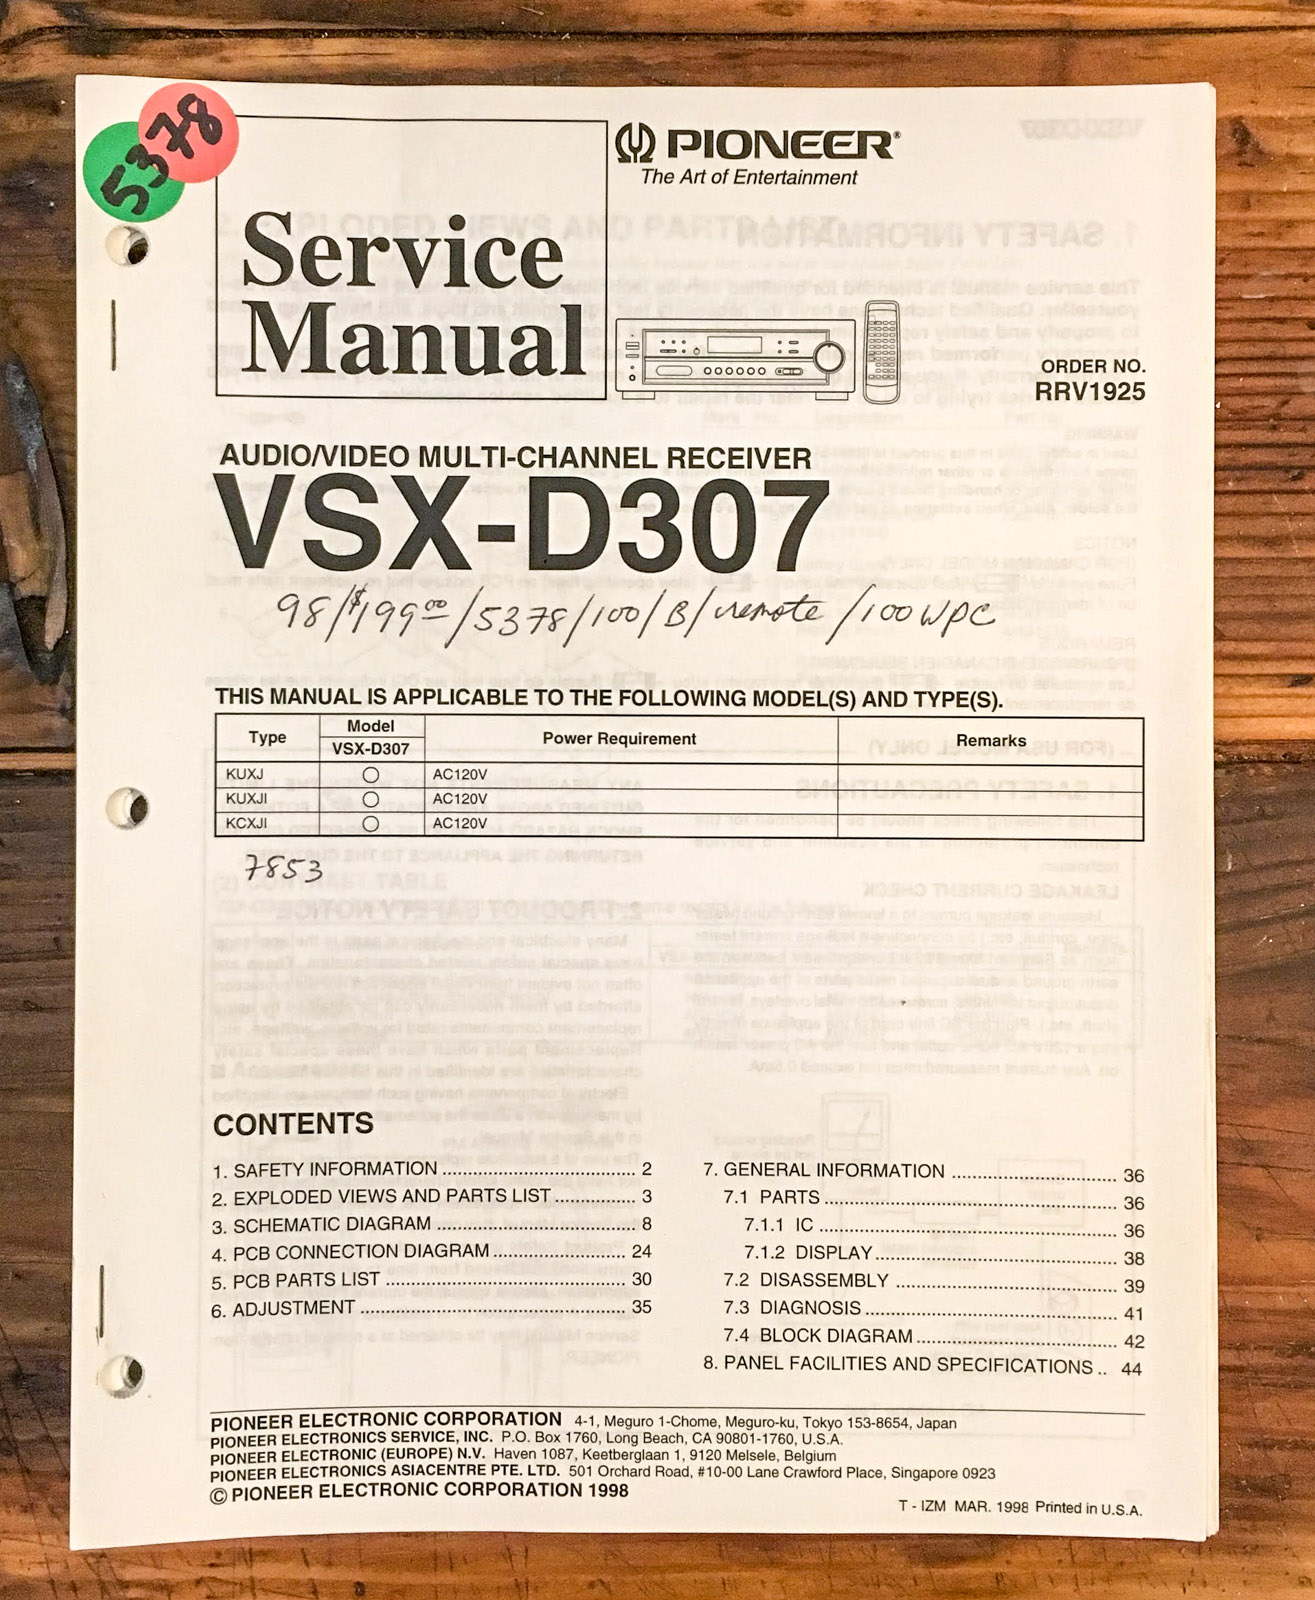 5378
PIONEER®
The Art of Entertainment
Service
Manual
ORDER NO.
RRV1925
AUDIO/VIDEO MULTI-CHANNEL RECEIVER
VSX-D307
98/$199.00/5378/100/B/remote/100WPC
THIS MANUAL IS APPLICABLE TO THE FOLLOWING MODEL(S) AND TYPE(S).
Type Model Power Requirement Remarks
VSX-D307
KUXJ ○ AC120V
KUXJI ○ AC120V
KCXJI ○ AC120V
7853
CONTENTS
1. SAFETY INFORMATION ........ 2
2. EXPLODED VIEWS AND PARTS LIST ........ 3
3. SCHEMATIC DIAGRAM ........ 8
4. PCB CONNECTION DIAGRAM ........ 24
5. PCB PARTS LIST ........ 30
6. ADJUSTMENT ........ 35
7. GENERAL INFORMATION ........ 36
7.1 PARTS ........ 36
7.1.1 IC ........ 36
7.1.2 DISPLAY ........ 38
7.2 DISASSEMBLY ........ 39
7.3 DIAGNOSIS ........ 41
7.4 BLOCK DIAGRAM ........ 42
8. PANEL FACILITIES AND SPECIFICATIONS .. 44
PIONEER ELECTRONIC CORPORATION 4-1, Meguro 1-Chome, Meguro-ku, Tokyo 153-8654, Japan
PIONEER ELECTRONICS SERVICE, INC. P.O. Box 1760, Long Beach, CA 90801-1760, U.S.A.
PIONEER ELECTRONIC (EUROPE) N.V. Haven 1087, Keetberglaan 1, 9120 Melsele, Belgium
PIONEER ELECTRONICS ASIACENTRE PTE. LTD. 501 Orchard Road, #10-00 Lane Crawford Place, Singapore 0923
© PIONEER ELECTRONIC CORPORATION 1998
T - IZM MAR. 1998 Printed in U.S.A.